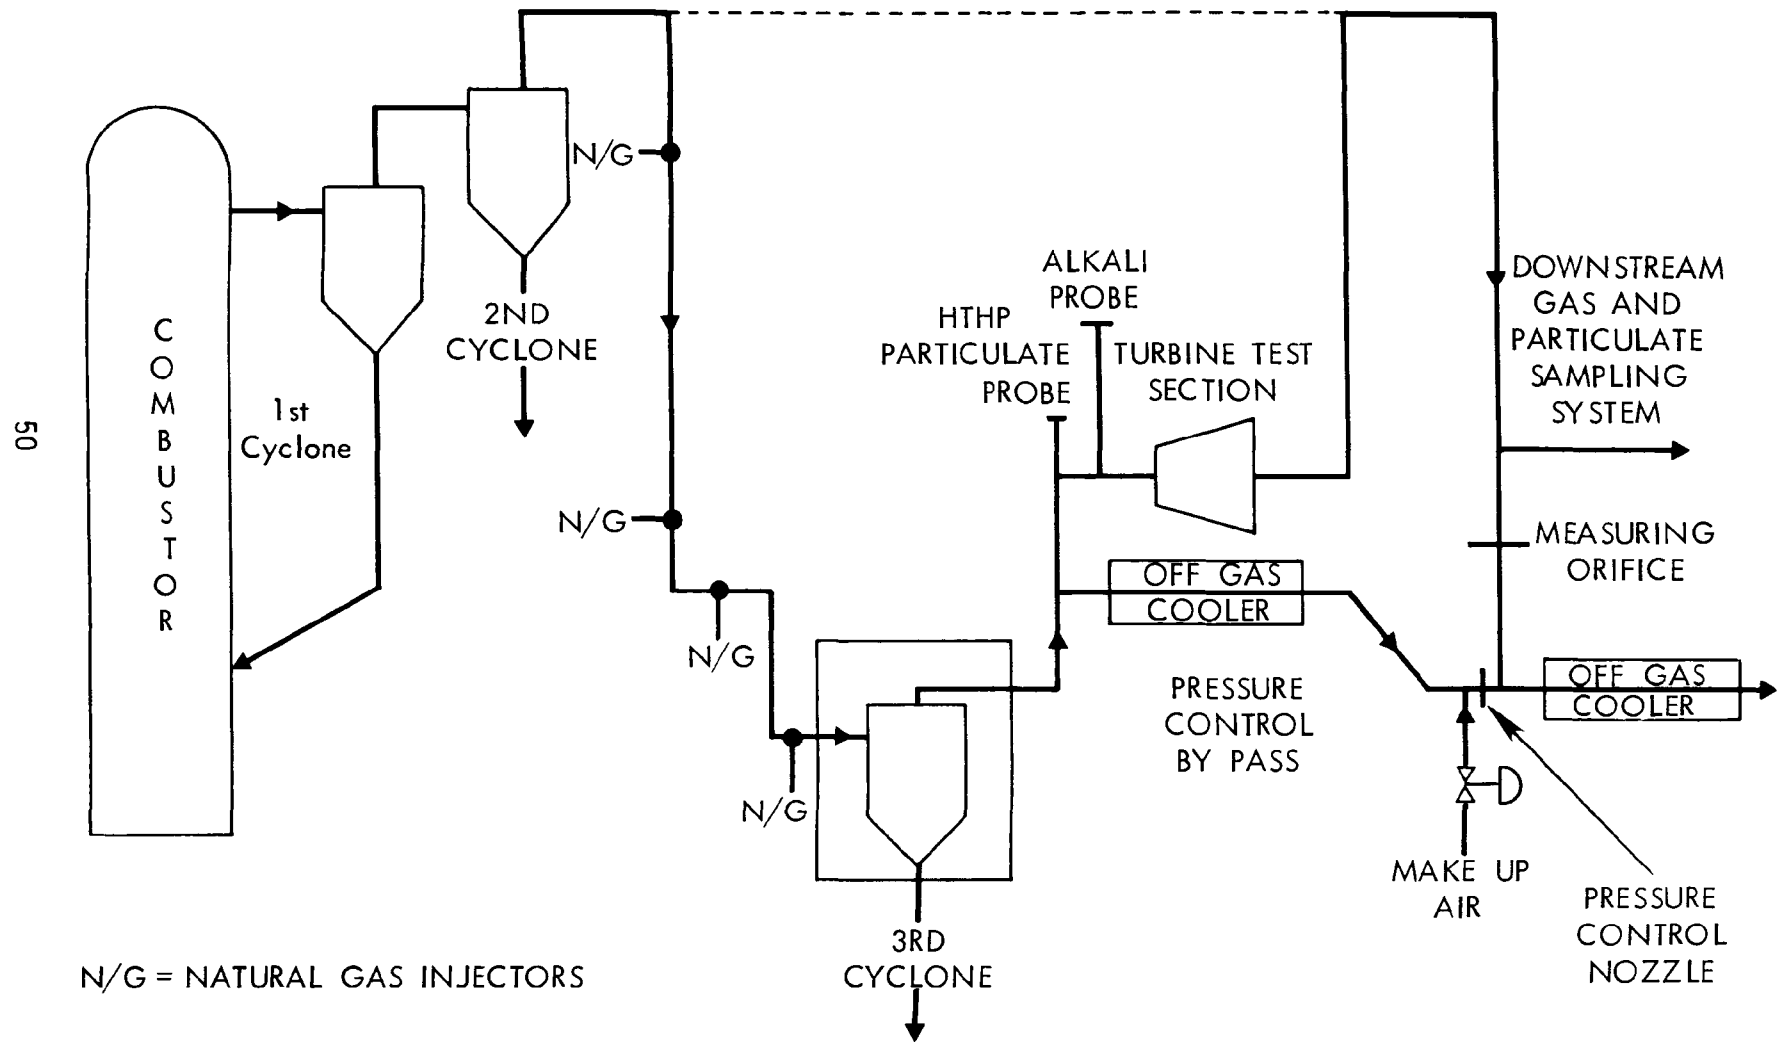 N/G
ALKALI
PROBE
DOWNSTREAM
GAS AND
PARTICULATE
SAMPLING
SYSTEM
2ND
CYCLONE
HTHP
PARTICULATE
PROBE
TURBINE TEST
SECTION
C
O
M
B
U
S
T
O
R
1st
Cyclone
50
N/G
MEASURING
ORIFICE
OFF GAS
COOLER
N/G
OFF GAS
COOLER
PRESSURE
CONTROL
BY PASS
N/G
MAKE UP
AIR
PRESSURE
CONTROL
NOZZLE
3RD
CYCLONE
N/G = NATURAL GAS INJECTORS